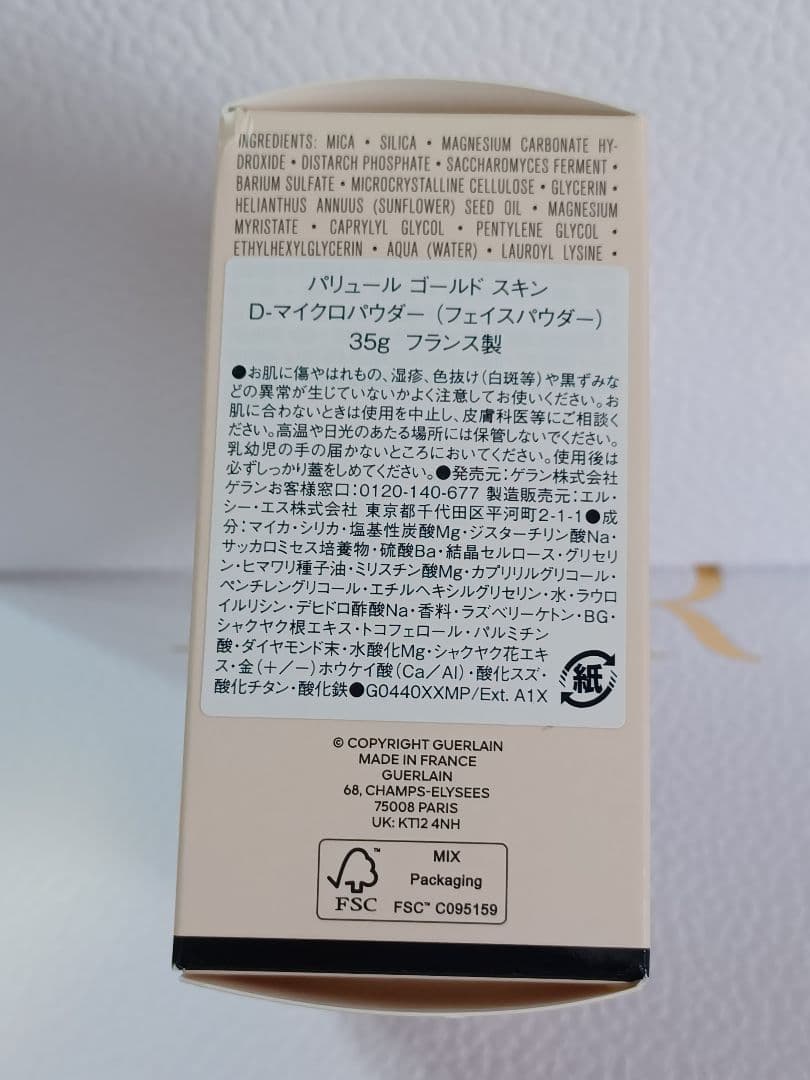 INGREDIENTS: MICA • SILICA • MAGNESIUM CARBONATE HY-
DROXIDE • DISTARCH PHOSPHATE • SACCHAROMYCES FERMENT •
BARIUM SULFATE • MICROCRYSTALLINE CELLULOSE • GLYCERIN •
HELIANTHUS ANNUUS (SUNFLOWER) SEED OIL • MAGNESIUM
MYRISTATE • CAPRYLYL GLYCOL • PENTYLENE GLYCOL •
ETHYLHEXYLGLYCERIN • AQUA (WATER) • LAUROYL LYSINE •
パリュール ゴールド スキン
D-マイクロパウダー (フェイスパウダー)
35g フランス製
●お肌に傷やはれもの、湿疹、色抜け(白斑等)や黒ずみな
どの異常が生じていないかよく注意してお使いください。お
肌に合わないときは使用を中止し、皮膚科医等にご相談く
ださい。高温や日光のあたる場所には保管しないでください。
乳幼児の手の届かないところにおいてください。使用後は
必ずしっかり蓋をしめてください。●発売元:ゲラン株式会社
ゲランお客様窓口:0120-140-677 製造販売元:エル・
シー・エス株式会社 東京都千代田区平河町2-1-1●成
分:マイカ・シリカ・塩基性炭酸Mg・ジスターチリン酸Na・
サッカロミセス培養物・硫酸Ba・結晶セルロース・グリセリ
ン・ヒマワリ種子油・ミリスチン酸Mg・カプリリルグリコール・
ペンチレングリコール・エチルヘキシルグリセリン・水・ラウロ
イルリシン・デヒドロ酢酸Na・香料・ラズベリーケトン・BG・
シャクヤク根エキス・トコフェロール・パルミチン
酸・ダイヤモンド末・水酸化Mg・シャクヤク花エキ
ス・金(+/−)ホウケイ酸(Ca/Al)・酸化スズ・
酸化チタン・酸化鉄●G0440XXMP/Ext. A1X
紙
© COPYRIGHT GUERLAIN
MADE IN FRANCE
GUERLAIN
68, CHAMPS-ELYSEES
75008 PARIS
UK: KT12 4NH
FSC™
MIX
Packaging
FSC™ C095159
R